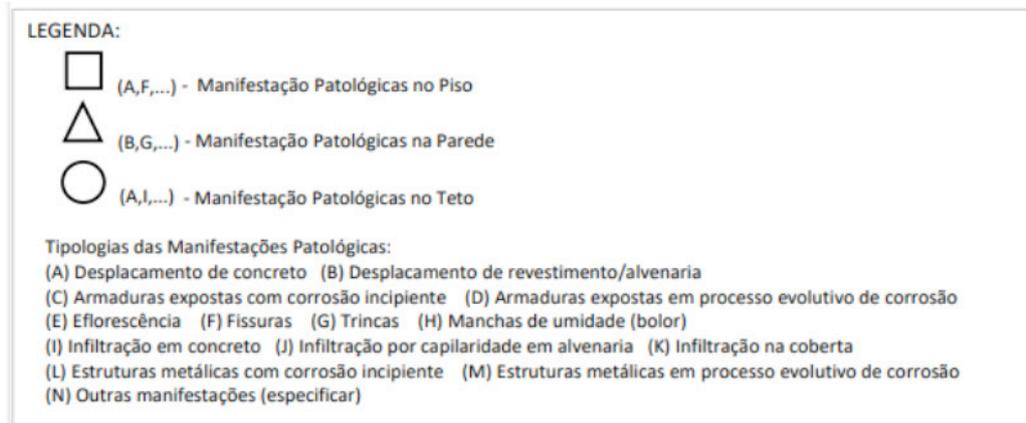 LEGENDA:
(A,F,...) - Manifestação Patológicas no Piso
(B,G,...) - Manifestação Patológicas na Parede
(A,I,...) - Manifestação Patológicas no Teto
Tipologias das Manifestações Patológicas:
(A) Desplacamento de concreto (B) Desplacamento de revestimento/alvenaria
(C) Armaduras expostas com corrosão incipiente (D) Armaduras expostas em processo evolutivo de corrosão
(E) Eflorescência (F) Fissuras (G) Trincas (H) Manchas de umidade (bolor)
(I) Infiltração em concreto (J) Infiltração por capilaridade em alvenaria (K) Infiltração na coberta
(L) Estruturas metálicas com corrosão incipiente (M) Estruturas metálicas em processo evolutivo de corrosão
(N) Outras manifestações (especificar)